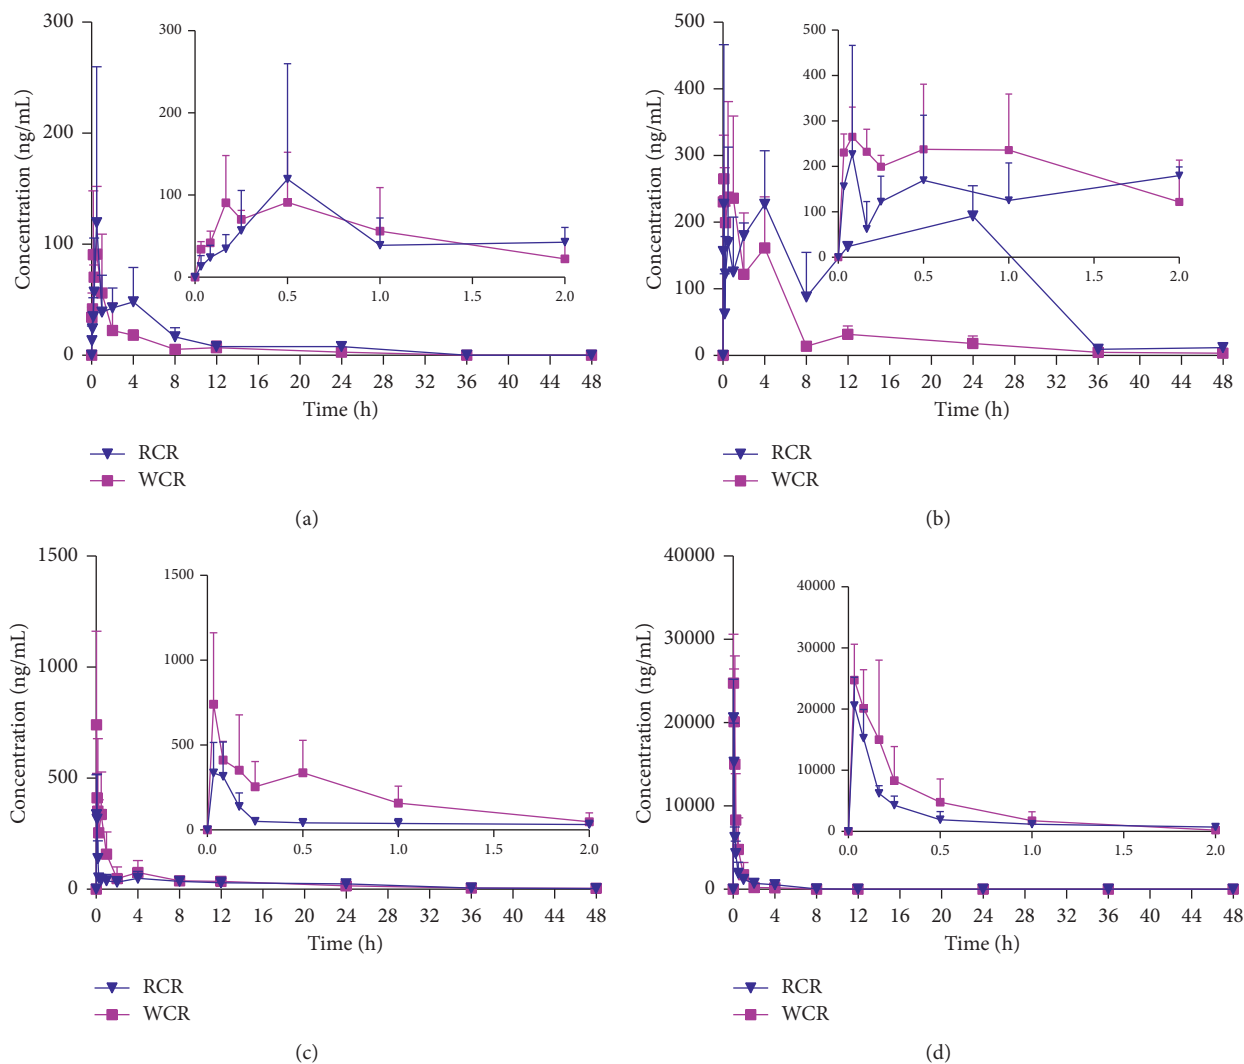 300
200
100
0
Concentration (ng/mL)
0 4 8 12 16 20 24 28 32 36 40 44 48
Time (h)
300
200
100
0
0.0 0.5 1.0 1.5 2.0
RCR
WCR
(a)
500
400
300
200
100
0
Concentration (ng/mL)
0 4 8 12 16 20 24 28 32 36 40 44 48
Time (h)
500
400
300
200
100
0
0.0 0.5 1.0 1.5 2.0
RCR
WCR
(b)
1500
1000
500
0
Concentration (ng/mL)
0 4 8 12 16 20 24 28 32 36 40 44 48
Time (h)
1500
1000
500
0
0.0 0.5 1.0 1.5 2.0
RCR
WCR
(c)
40000
30000
20000
10000
0
Concentration (ng/mL)
0 4 8 12 16 20 24 28 32 36 40 44 48
Time (h)
40000
30000
20000
10000
0
0.0 0.5 1.0 1.5 2.0
RCR
WCR
(d)